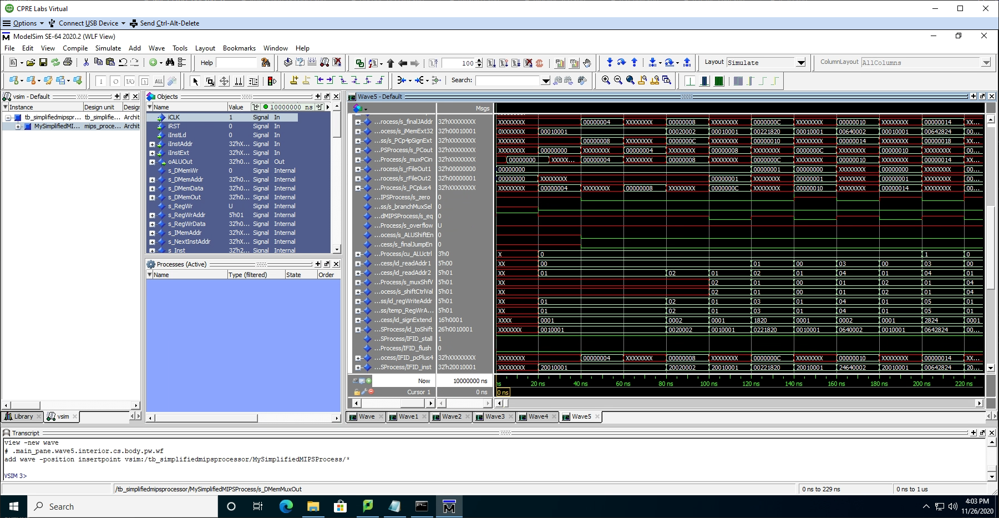 CPRE Labs Virtual
Options Connect USB Device Send Ctrl-Alt-Delete
ModelSim SE-64 2020.2 (WLF View)
File Edit View Compile Simulate Add Wave Tools Layout Bookmarks Window Help
Help 100 Layout Simulate ColumnLayout AllColumns
Search:
vsim - Default
Instance Design unit Design
tb_simplifiedmipspr... tb_simplifie... Archit
MySimplifiedMI... mips_proce... Archit
Objects
Name Value 10000000 ns
iCLK 1 Signal In
iRST 0 Signal In
iInstLd 0 Signal In
iInstAddr 32'hX... Signal In
iInstExt 32'hX... Signal In
oALUOut 32'h0... Signal Out
s_DMemWr 0 Signal Internal
s_DMemAddr 32'h0... Signal Internal
s_DMemData 32'h0... Signal Internal
s_DMemOut 32'h0... Signal Internal
s_RegWr U Signal Internal
s_RegWrAddr 5'h01 Signal Internal
s_RegWrData 32'h0... Signal Internal
s_IMemAddr 32'hX... Signal Internal
s_NextInstAddr 32'hX... Signal Internal
s_Inst 32'h2... Signal Internal
Processes (Active)
Name Type (filtered) State Order
Wave5 - Default
Msgs
...rocess/s_finalJAddr 32'hXXXXXXXX XXXXXXXX 00000004 XXXXXXXX 00000008 XXXXXXXX 0000000C XXXXXXXX 00000010 XXXXXXXX 00000014 XX...
...ocess/s_iMemExt32 32'h00010001 0XXXXXXX 00010001 00020002 00010001 00221820 00010001 00640002 00010001 00642824 00...
...ss/s_PCp4pSignExt 32'hXXXXXXXX XXXXXXXX 00000008 XXXXXXXX 0000000C XXXXXXXX 00000010 XXXXXXXX 00000014 XXXXXXXX 00000018 XX...
...PSProcess/s_PCout 32'hXXXXXXXX XXXXXXXX 00000000 XXXXXXXX 00000004 XXXXXXXX 00000008 XXXXXXXX 0000000C XXXXXXXX 00000010 XXXXXXXX 00...
...Process/s_muxPCin 32'hXXXXXXXX 00000000 XXXXX... 00000004 XXXXXXXX 00000008 XXXXXXXX 0000000C XXXXXXXX 00000010 XXXXXXXX 00000014 XX...
...rocess/s_rFileOut1 32'h00000000 00000000 00000001 00000000 XXXXXXXX 00000000 XXXXXXXX 00...
...rocess/s_rFileOut2 32'h00000001 00000000 XXXXXXXX 00000001 XXXXXXXX 00000001 XXXXXXXX 00000001 XXXXXXXX 00...
...Process/s_PCplus4 32'hXXXXXXXX XXXXXXXX 00000004 XXXXXXXX 00000008 XXXXXXXX 0000000C XXXXXXXX 00000010 XXXXXXXX 00000014 XXXXXXXX 00...
...IPSProcess/s_zero 0
...ss/s_branchMuxSel 0
...dMIPSProcess/s_eq 0
...Process/s_overflow U
...ocess/s_ALUShiftEn 0
...cess/s_finalJumpEn 0
...Process/cu_ALUctrl 3'h0 X 0 1 0
...cess/id_readAddr1 5'h00 XX 00 01 00 03 00 03 00
...cess/id_readAddr2 5'h01 XX 01 02 01 02 01 04 01 04 01
...Process/s_muxShfV 5'h01 XX 02 01 00 01 02 01 04
...ocess/s_shiftCtrlVal 5'h01 XX 02 01 00 01 02 01 04
...ss/id_regWriteAddr 5'h01 XX 01 02 01 03 01 04 01 05 01
...ss/temp_RegWrA... 5'h01 XX 01 02 01 03 01 04 01 05 01
...cess/id_signExtend 16'h0001 XXXX 0001 0002 0001 1820 0001 0002 0001 2824 0001
...SProcess/id_toShift 26'h0010001 XXXXXXX 0010001 0020002 0010001 0221820 0010001 0640002 0010001 0642824 00...
...SProcess/IFID_stall 1
...Process/IFID_flush 0
...ocess/IFID_pcPlus4 32'hXXXXXXXX XXXXXXXX 00000004 XXXXXXXX 00000008 XXXXXXXX 0000000C XXXXXXXX 00000010 XXXXXXXX 00000014 XX...
...SProcess/IFID_inst 32'h20010001 XXXXXXXX 20010001 20020002 20010001 00221820 20010001 24640002 20010001 00642824 20...
Now 10000000 ns ns 20 ns 40 ns 60 ns 80 ns 100 ns 120 ns 140 ns 160 ns 180 ns 200 ns 220 ns
Cursor 1 0 ns 0 ns
Library vsim Wave Wave1 Wave2 Wave3 Wave4 Wave5
Transcript
view -new wave
# .main_pane.wave5.interior.cs.body.pw.wf
add wave -position insertpoint vsim:/tb_simplifiedmipsprocessor/MySimplifiedMIPSProcess/*
VSIM 3>
/tb_simplifiedmipsprocessor/MySimplifiedMIPSProcess/s_DMemMuxOut 0 ns to 229 ns 0 ns to 1 us
Search 4:03 PM
11/26/2020